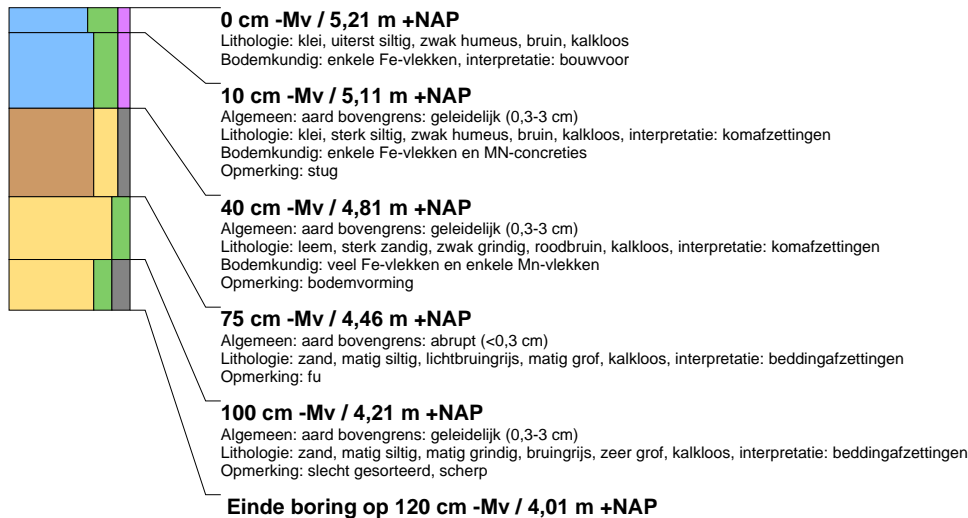 0 cm -Mv / 5,21 m +NAP
Lithologie: klei, uiterst siltig, zwak humeus, bruin, kalkloos
Bodemkundig: enkele Fe-vlekken, interpretatie: bouwvoor
10 cm -Mv / 5,11 m +NAP
Algemeen: aard bovengrens: geleidelijk (0,3-3 cm)
Lithologie: klei, sterk siltig, zwak humeus, bruin, kalkloos, interpretatie: komafzettingen
Bodemkundig: enkele Fe-vlekken en MN-concreties
Opmerking: stug
40 cm -Mv / 4,81 m +NAP
Algemeen: aard bovengrens: geleidelijk (0,3-3 cm)
Lithologie: leem, sterk zandig, zwak grindig, roodbruin, kalkloos, interpretatie: komafzettingen
Bodemkundig: veel Fe-vlekken en enkele Mn-vlekken
Opmerking: bodemvorming
75 cm -Mv / 4,46 m +NAP
Algemeen: aard bovengrens: abrupt (<0,3 cm)
Lithologie: zand, matig siltig, lichtbruingrijs, matig grof, kalkloos, interpretatie: beddingafzettingen
Opmerking: fu
100 cm -Mv / 4,21 m +NAP
Algemeen: aard bovengrens: geleidelijk (0,3-3 cm)
Lithologie: zand, matig siltig, matig grindig, bruingrijs, zeer grof, kalkloos, interpretatie: beddingafzettingen
Opmerking: slecht gesorteerd, scherp
Einde boring op 120 cm -Mv / 4,01 m +NAP